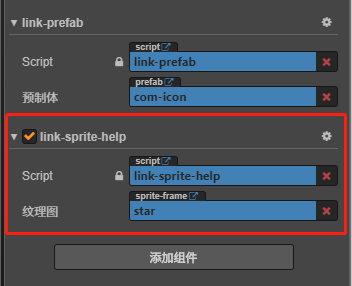 link-prefab
script
Script link-prefab
prefab
预制体 com-icon
link-sprite-help
script
Script link-sprite-help
sprite-frame
纹理图 star
添加组件